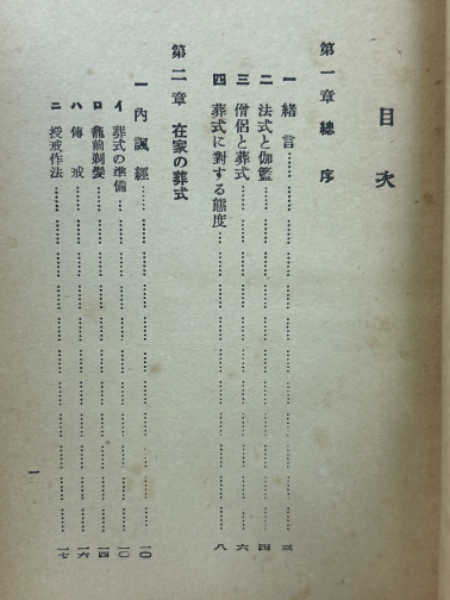 目次
第一章 總序
一 緒言……三
二 法式と伽籃……四
三 僧侶と葬式……六
四 葬式に對する態度……八
第二章 在家の葬式
一 內諷經……一〇
イ 葬式の準備……一〇
ロ 龕前剃髮……一四
ハ 傳戒……一六
ニ 授戒作法……一七
一